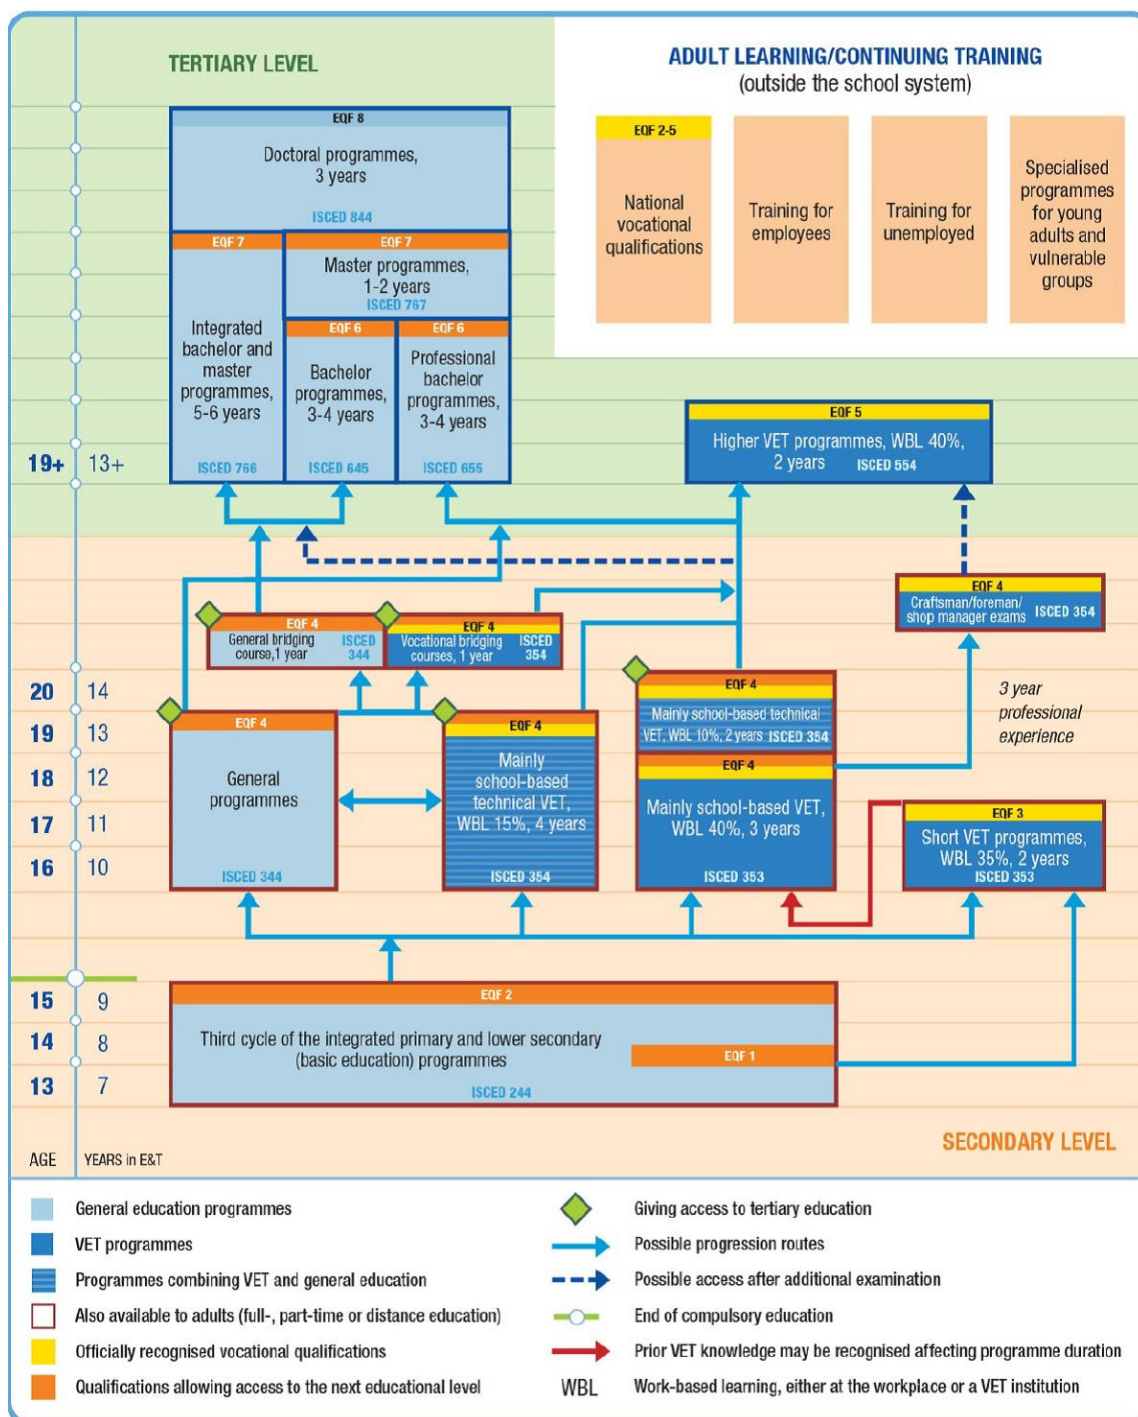 TERTIARY LEVEL
ADULT LEARNING/CONTINUING TRAINING
(outside the school system)
EQF 2-5
National
vocational
qualifications
Training for
employees
Training for
unemployed
Specialised
programmes
for young
adults and
vulnerable
groups
EQF 8
Doctoral programmes,
3 years
ISCED 844
EQF 7
Integrated
bachelor and
master
programmes,
5-6 years
ISCED 766
EQF 7
Master programmes,
1-2 years
ISCED 767
EQF 6
Bachelor
programmes,
3-4 years
ISCED 645
EQF 6
Professional
bachelor
programmes,
3-4 years
ISCED 655
EQF 5
Higher VET programmes, WBL 40%,
2 years ISCED 554
19+ 13+
EQF 4
General bridging
course,1 year
ISCED
344
EQF 4
Vocational bridging
courses, 1 year
ISCED
354
EQF 4
Craftsman/foreman/
shop manager exams
ISCED 354
3 year
professional
experience
20 14
19 13
18 12
17 11
16 10
EQF 4
General
programmes
ISCED 344
EQF 4
Mainly
school-based
technical VET,
WBL 15%, 4 years
ISCED 354
EQF 4
Mainly school-based technical
VET, WBL 10%, 2 years ISCED 354
EQF 4
Mainly school-based VET,
WBL 40%, 3 years
ISCED 353
EQF 3
Short VET programmes,
WBL 35%, 2 years
ISCED 353
15 9
14 8
13 7
EQF 2
Third cycle of the integrated primary and lower secondary
(basic education) programmes
EQF 1
ISCED 244
SECONDARY LEVEL
AGE YEARS in E&T
General education programmes
VET programmes
Programmes combining VET and general education
Also available to adults (full-, part-time or distance education)
Officially recognised vocational qualifications
Qualifications allowing access to the next educational level
Giving access to tertiary education
Possible progression routes
Possible access after additional examination
End of compulsory education
Prior VET knowledge may be recognised affecting programme duration
WBL Work-based learning, either at the workplace or a VET institution